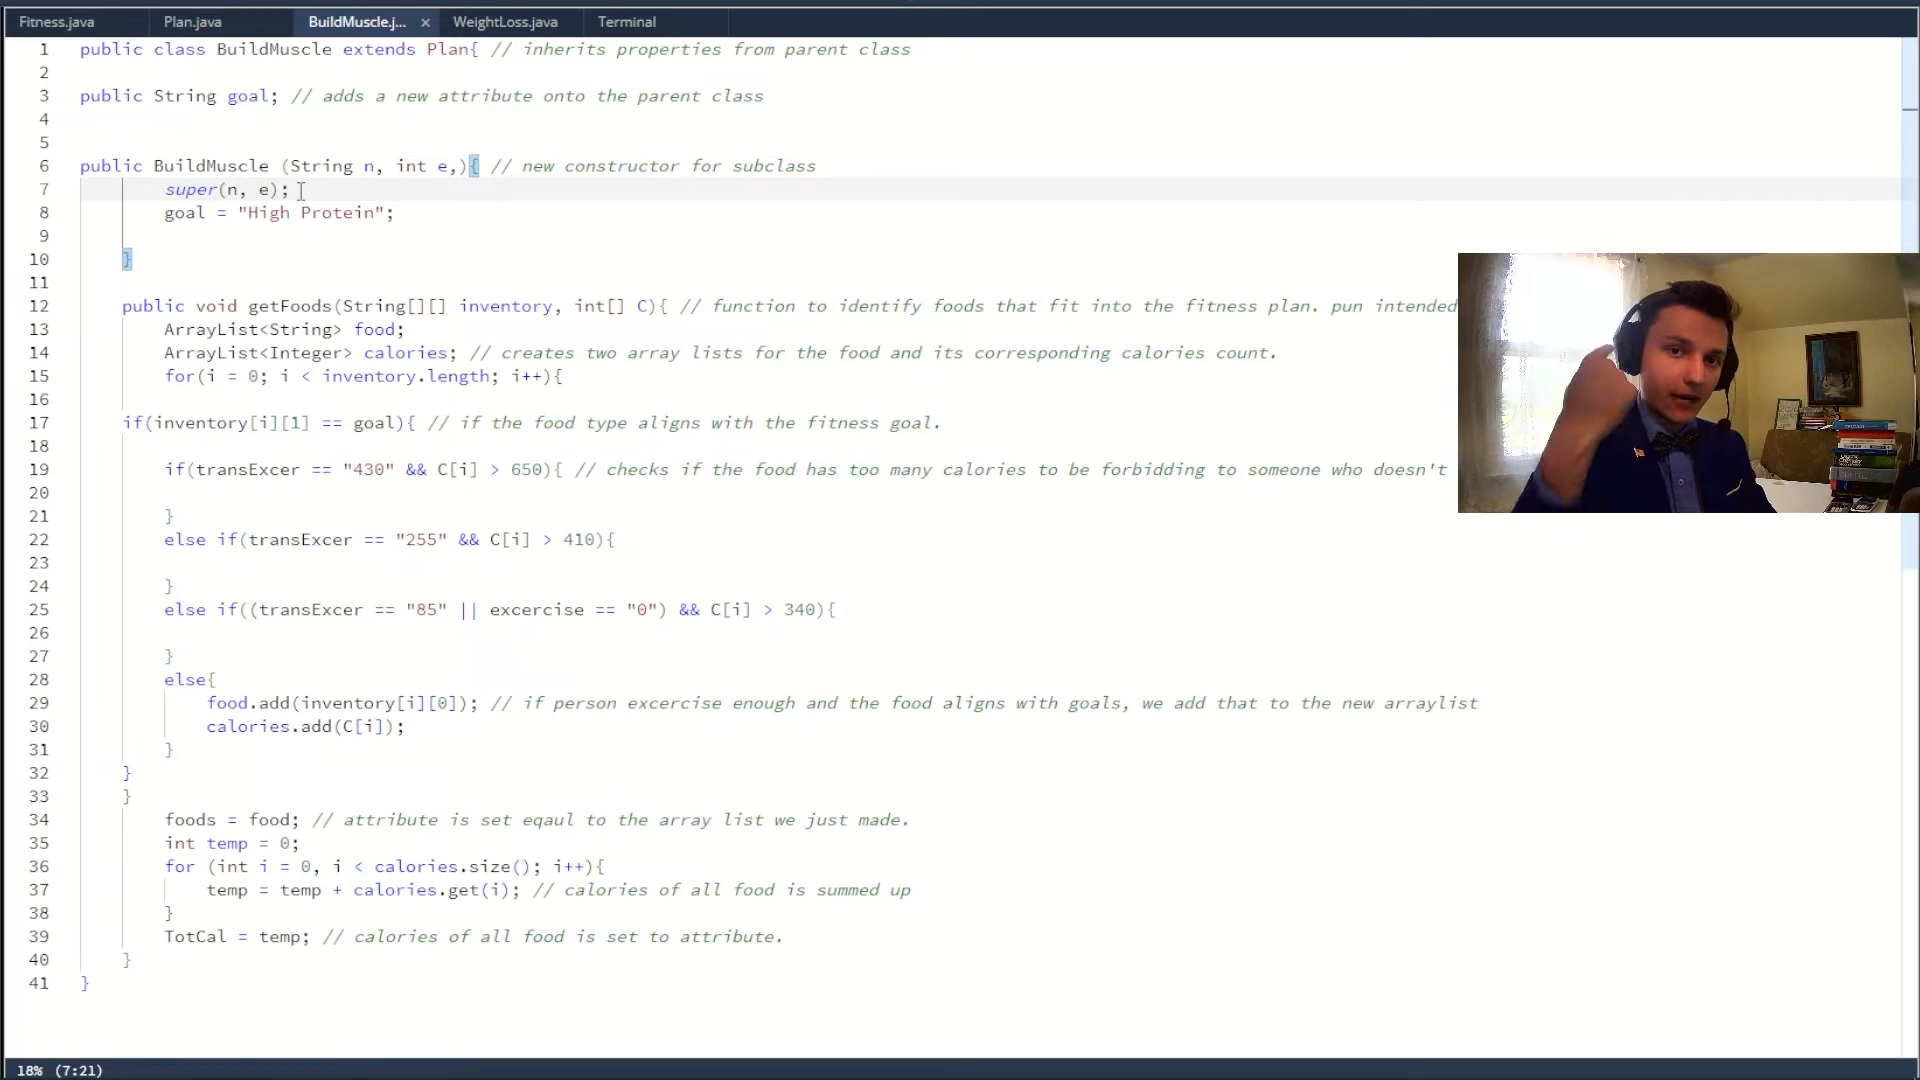 Fitness.java Plan.java BuildMuscle.j... × WeightLoss.java Terminal
1 public class BuildMuscle extends Plan{ // inherits properties from parent class
2
3 public String goal; // adds a new attribute onto the parent class
4
5
6 public BuildMuscle (String n, int e,){ // new constructor for subclass
7 super(n, e);
8 goal = "High Protein";
9
10 }
11
12 public void getFoods(String[][] inventory, int[] C){ // function to identify foods that fit into the fitness plan. pun intended
13 ArrayList<String> food;
14 ArrayList<Integer> calories; // creates two array lists for the food and its corresponding calories count.
15 for(i = 0; i < inventory.length; i++){
16
17 if(inventory[i][1] == goal){ // if the food type aligns with the fitness goal.
18
19 if(transExcer == "430" && C[i] > 650){ // checks if the food has too many calories to be forbidding to someone who doesn't
20
21 }
22 else if(transExcer == "255" && C[i] > 410){
23
24 }
25 else if((transExcer == "85" || excercise == "0") && C[i] > 340){
26
27 }
28 else{
29 food.add(inventory[i][0]); // if person excercise enough and the food aligns with goals, we add that to the new arraylist
30 calories.add(C[i]);
31 }
32 }
33 }
34 foods = food; // attribute is set eqaul to the array list we just made.
35 int temp = 0;
36 for (int i = 0, i < calories.size(); i++){
37 temp = temp + calories.get(i); // calories of all food is summed up
38 }
39 TotCal = temp; // calories of all food is set to attribute.
40 }
41 }
18% (7:21)